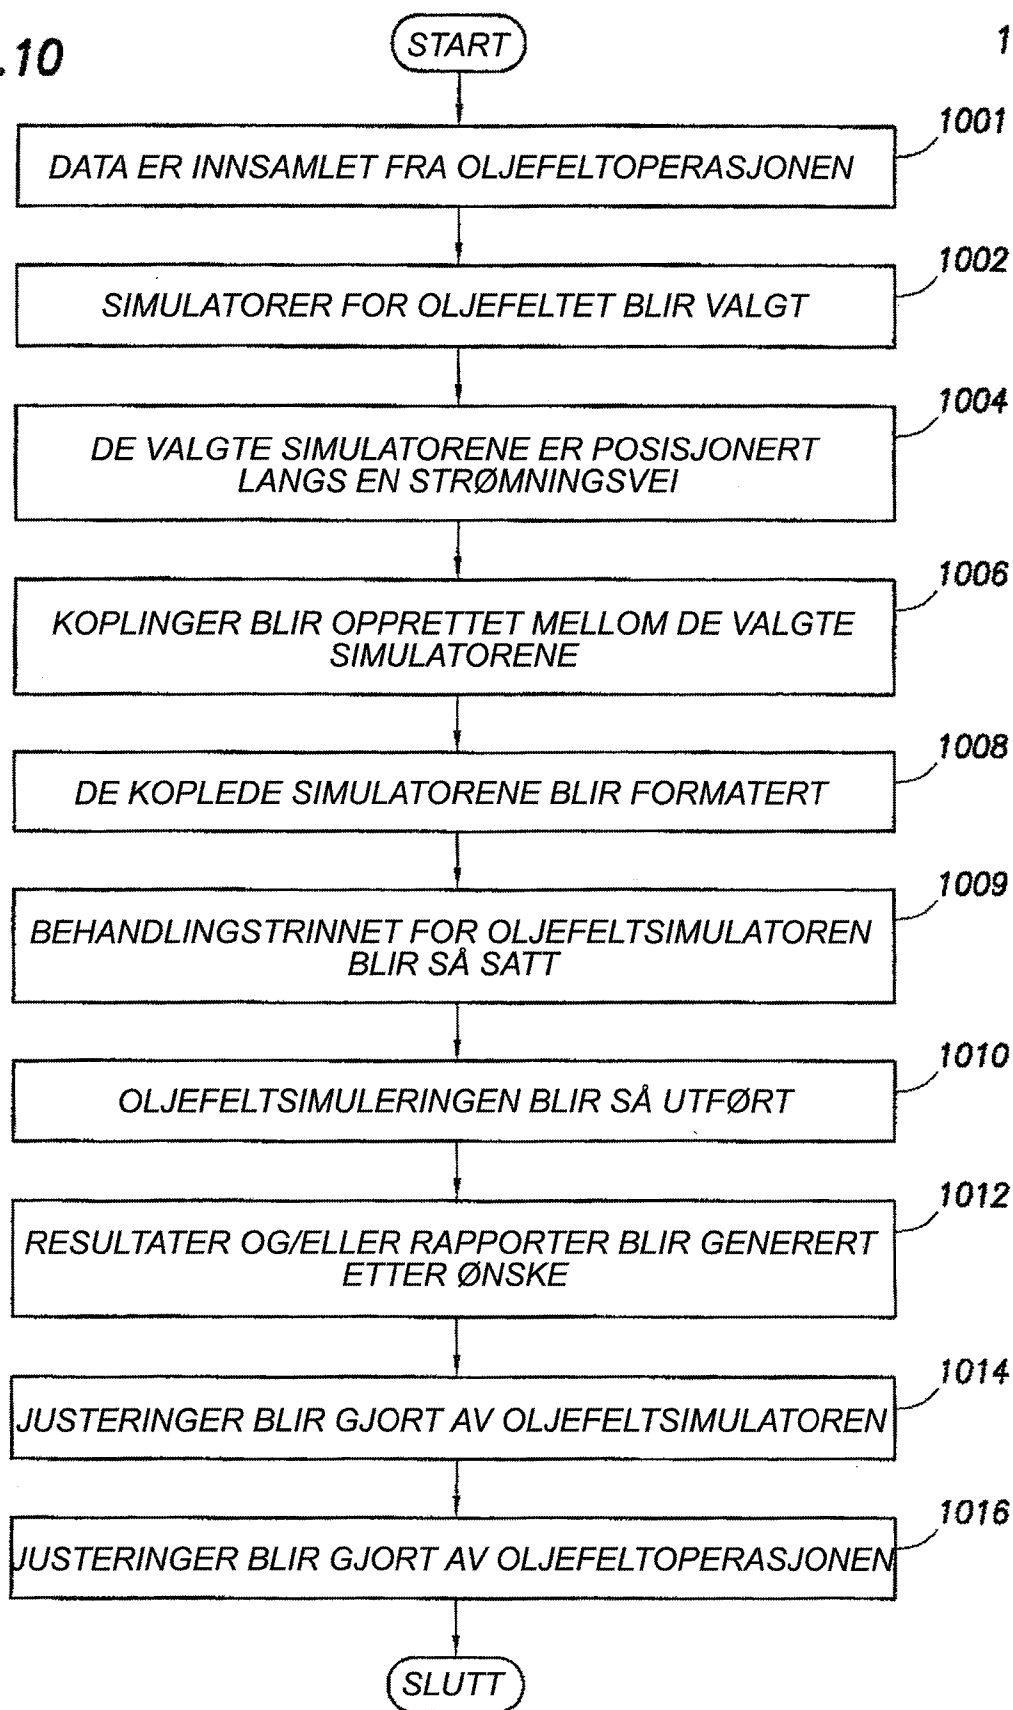 .10
START
1
1001
DATA ER INNSAMLET FRA OLJEFELTOPERASJONEN
1002
SIMULATORER FOR OLJEFELTET BLIR VALGT
1004
DE VALGTE SIMULATORENE ER POSISJONERT
LANGS EN STRØMNINGSVEI
1006
KOPLINGER BLIR OPPRETTET MELLOM DE VALGTE
SIMULATORENE
1008
DE KOPLEDE SIMULATORENE BLIR FORMATERT
1009
BEHANDLINGSTRINNET FOR OLJEFELTSIMULATOREN
BLIR SÅ SATT
1010
OLJEFELTSIMULERINGEN BLIR SÅ UTFØRT
1012
RESULTATER OG/ELLER RAPPORTER BLIR GENERERT
ETTER ØNSKE
1014
JUSTERINGER BLIR GJORT AV OLJEFELTSIMULATOREN
1016
JUSTERINGER BLIR GJORT AV OLJEFELTOPERASJONEN
SLUTT